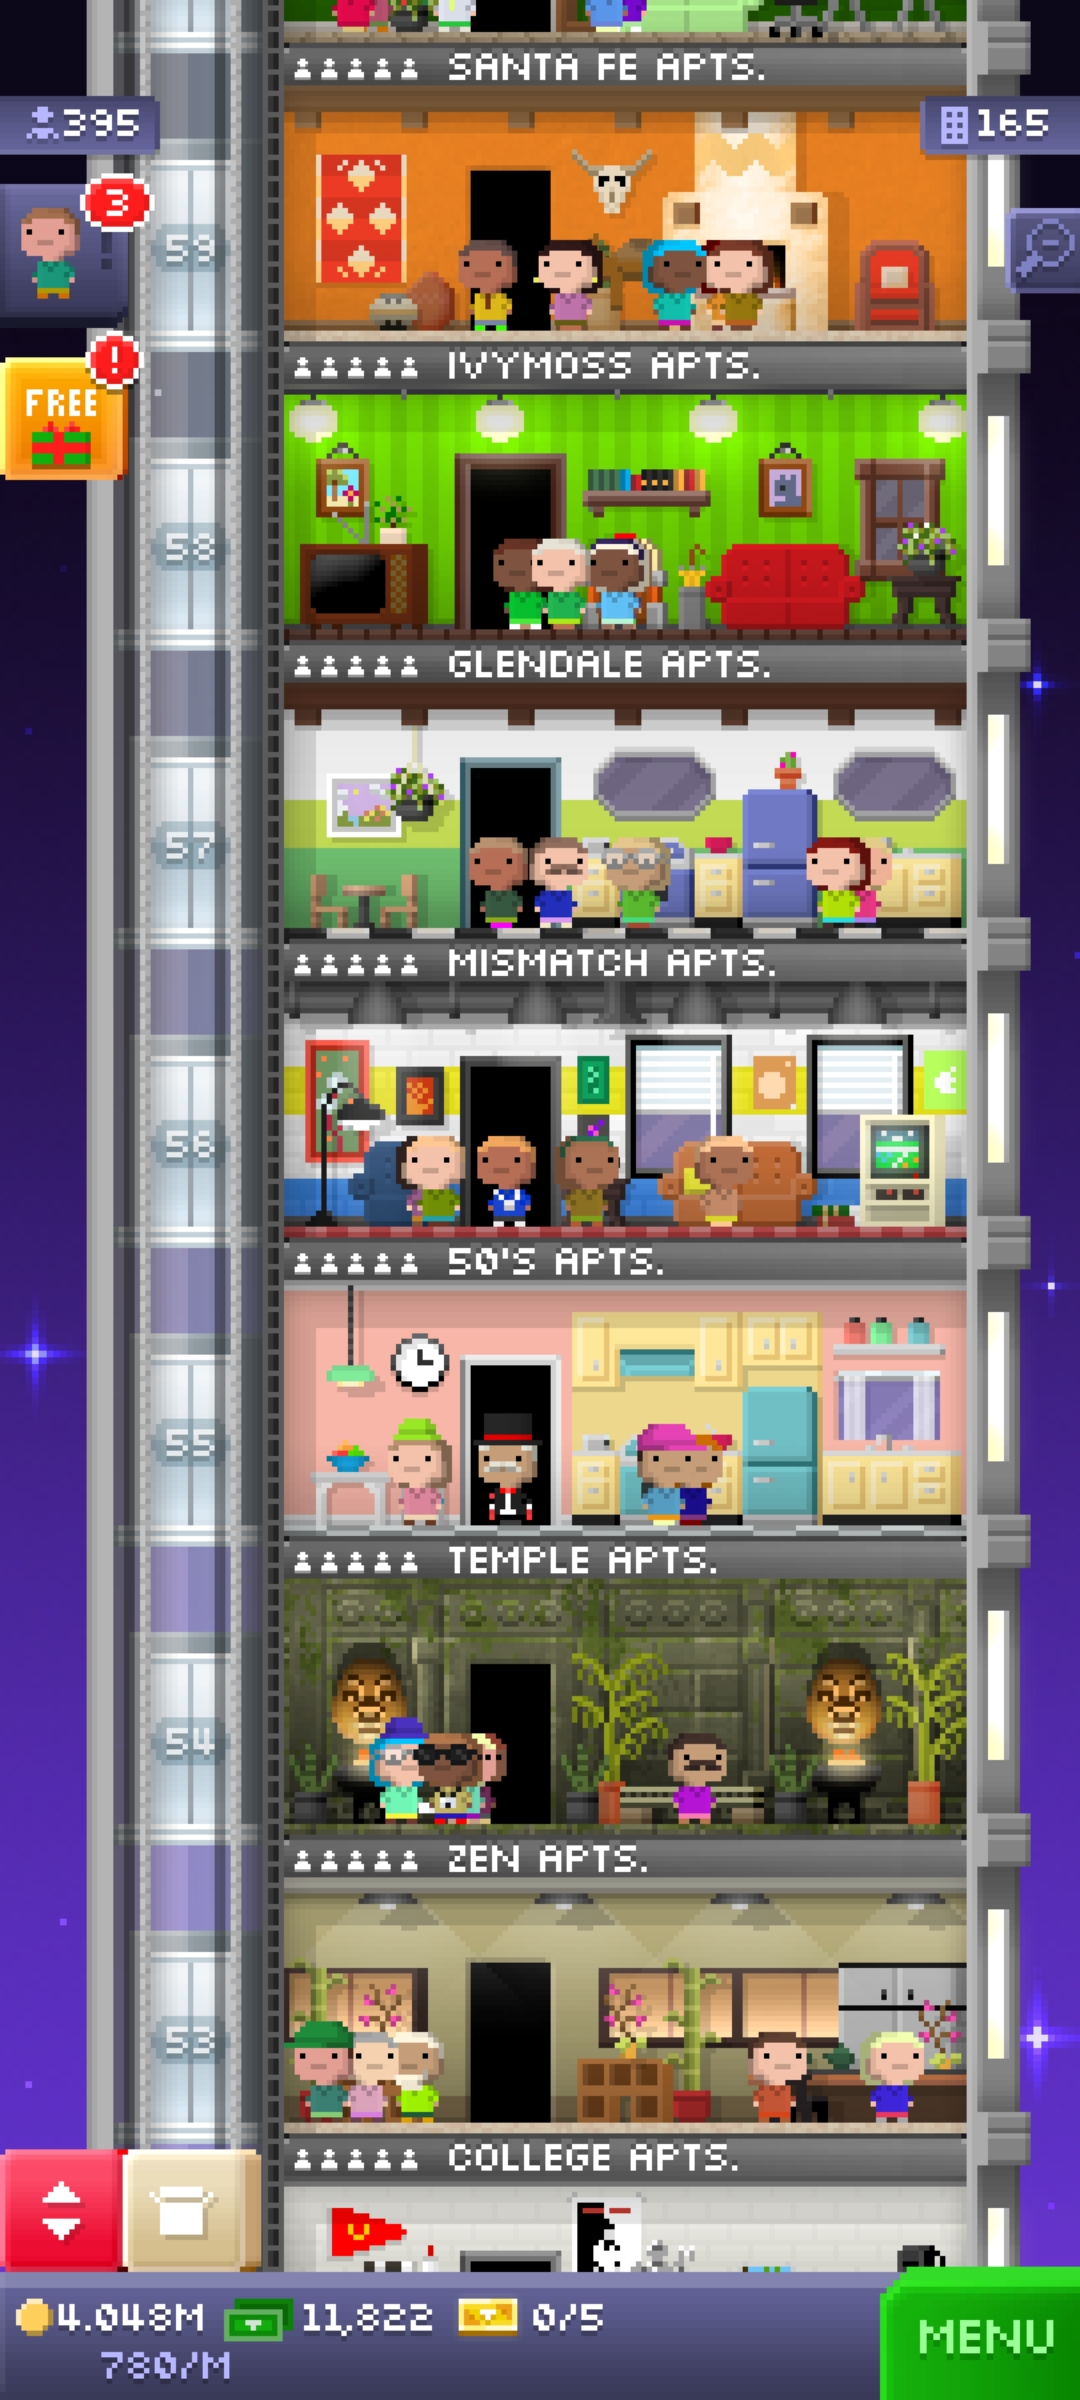 SANTA FE APTS.
395
165
3
59
IVYMOSS APTS.
!
FREE
58
GLENDALE APTS.
57
MISMATCH APTS.
56
50'S APTS.
55
TEMPLE APTS.
54
ZEN APTS.
53
COLLEGE APTS.
4.048M 11,822 0/5
780/M
MENU